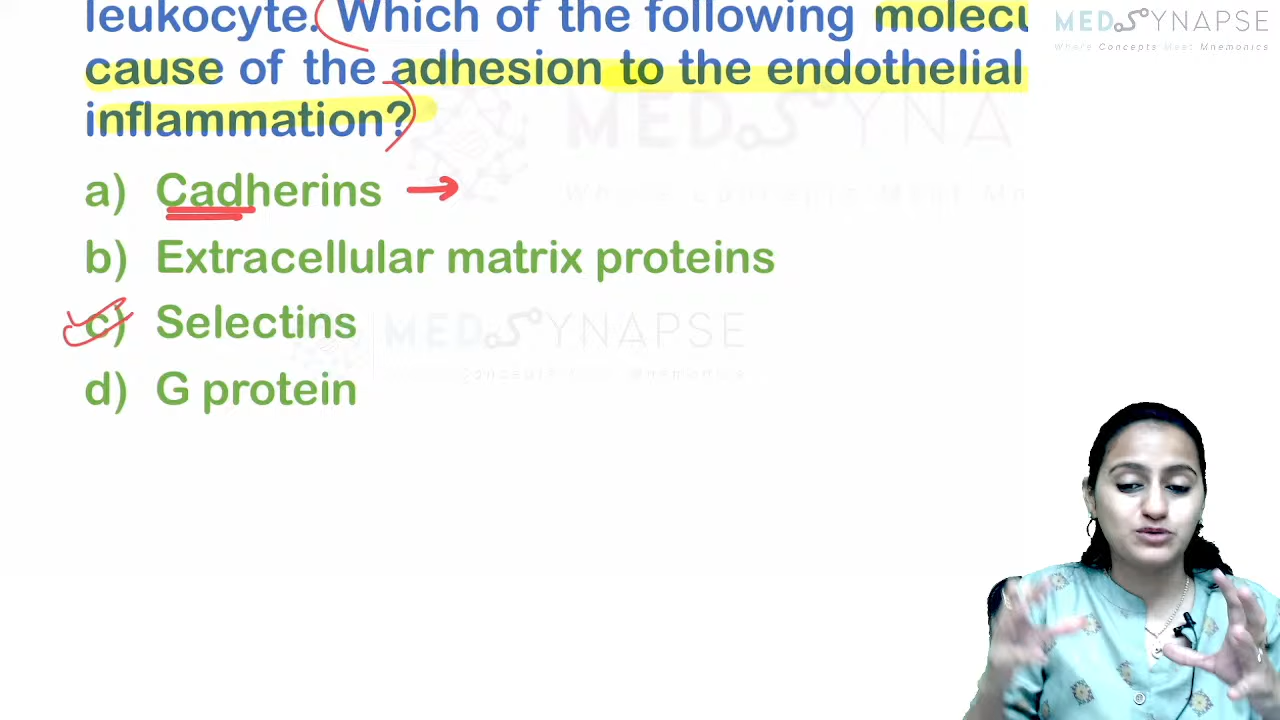 leukocyte. Which of the following
MEDSYNAPSE
Where Concepts Meet Mnemonics
cause of the adhesion to the endothelial
inflammation?
a) Cadherins →
b) Extracellular matrix proteins
c) Selectins
d) G protein